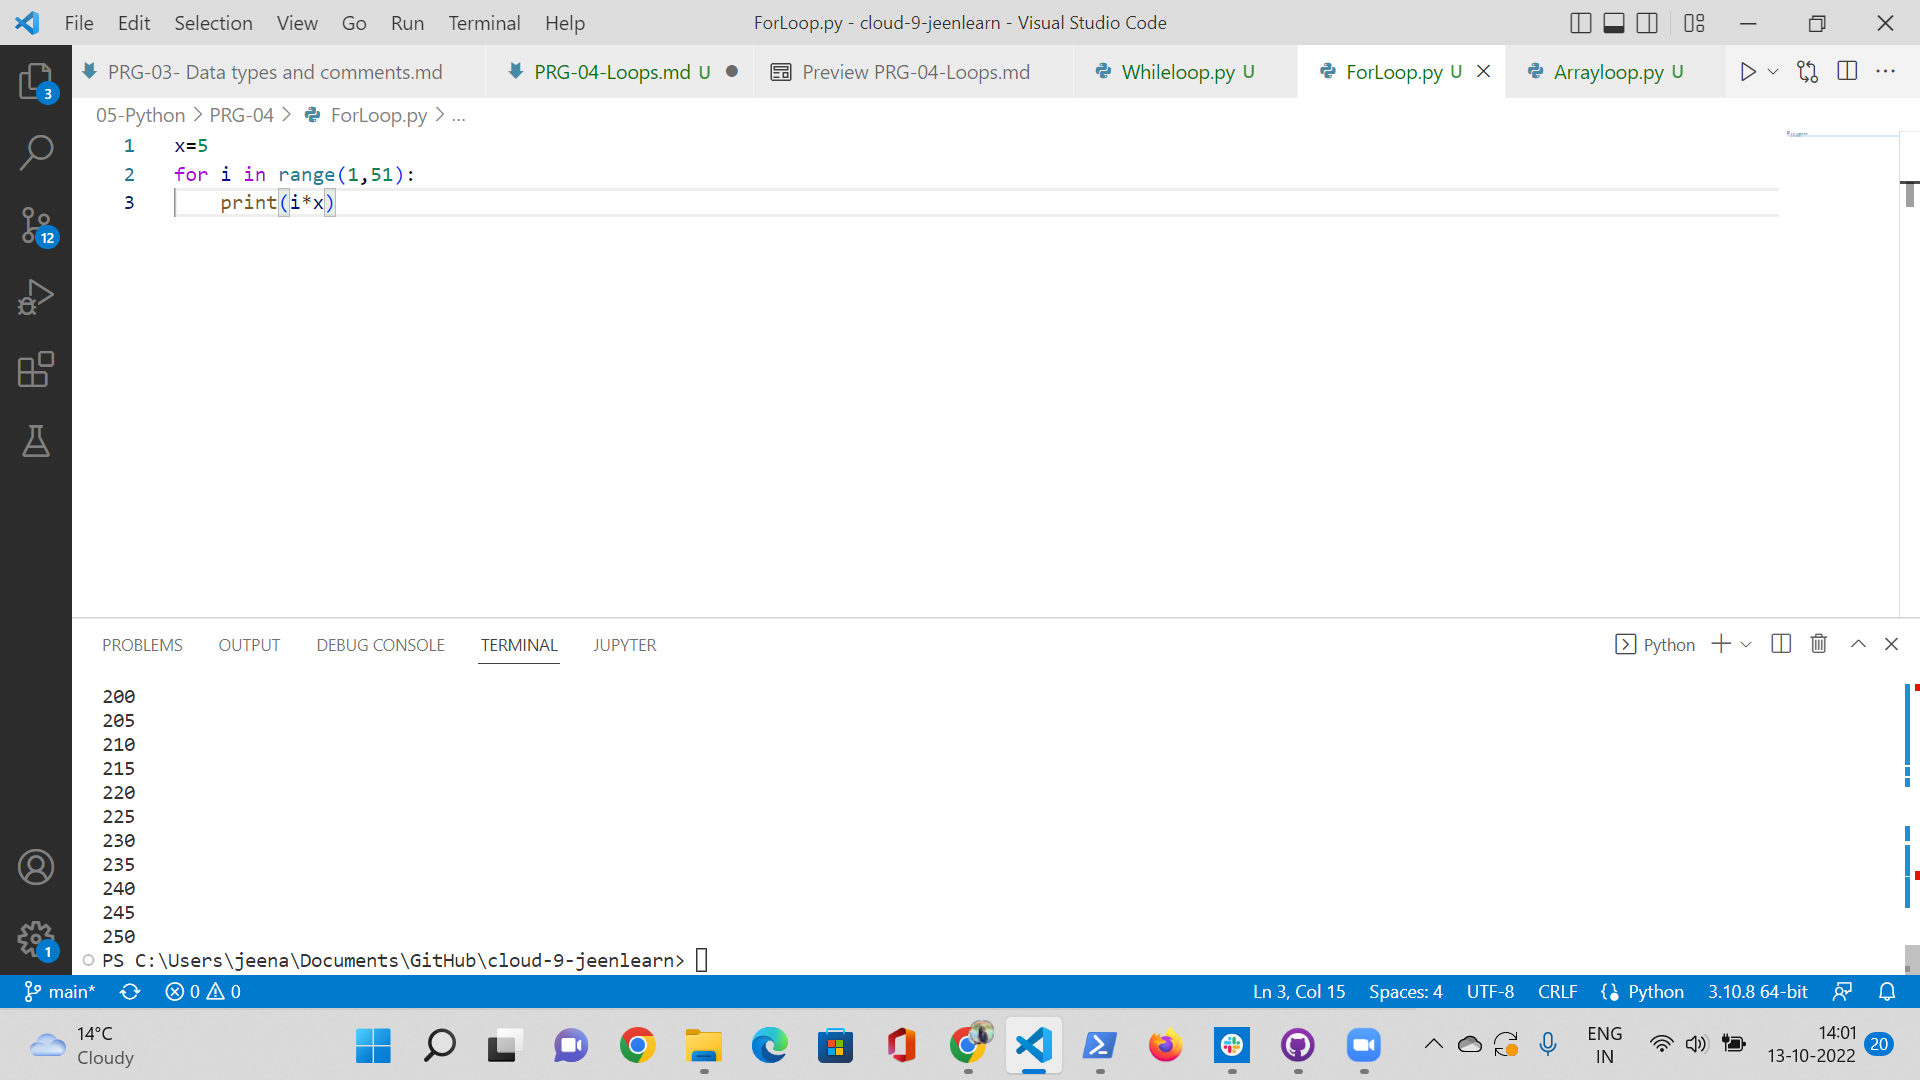 File Edit Selection View Go Run Terminal Help ForLoop.py - cloud-9-jeenlearn - Visual Studio Code
PRG-03- Data types and comments.md PRG-04-Loops.md U Preview PRG-04-Loops.md Whileloop.py U ForLoop.py U Arrayloop.py U
3
05-Python > PRG-04 > ForLoop.py > ...
1 x=5
2 for i in range(1,51):
3 print(i*x)
12
PROBLEMS OUTPUT DEBUG CONSOLE TERMINAL JUPYTER Python
200
205
210
215
220
225
230
235
240
245
250
1
PS C:\Users\jeena\Documents\GitHub\cloud-9-jeenlearn>
main* 0 0 Ln 3, Col 15 Spaces: 4 UTF-8 CRLF Python 3.10.8 64-bit
14°C
Cloudy
ENG
IN
14:01
13-10-2022
20